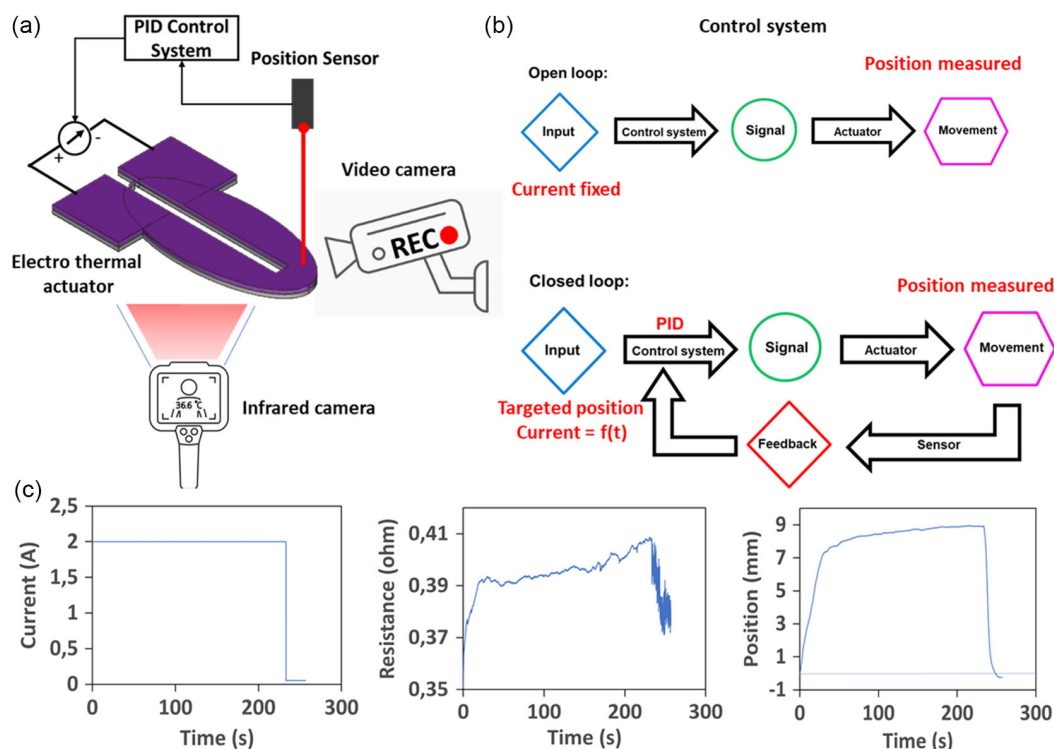 (a)
PID Control
System
Position Sensor
+
-
Video camera
REC
Electro thermal
actuator
36.6 °C
Infrared camera
(b)
Control system
Open loop:
Position measured
Input
Control system
Signal
Actuator
Movement
Current fixed
Closed loop:
Position measured
PID
Input
Control system
Signal
Actuator
Movement
Targeted position
Current = f(t)
Feedback
Sensor
(c)
Current (A)
2,5
2
1,5
1
0,5
0
0
100
200
300
Time (s)
Resistance (ohm)
0,41
0,39
0,37
0,35
0
100
200
300
Time (s)
Position (mm)
9
7
5
3
1
-1
0
100
200
300
Time (s)